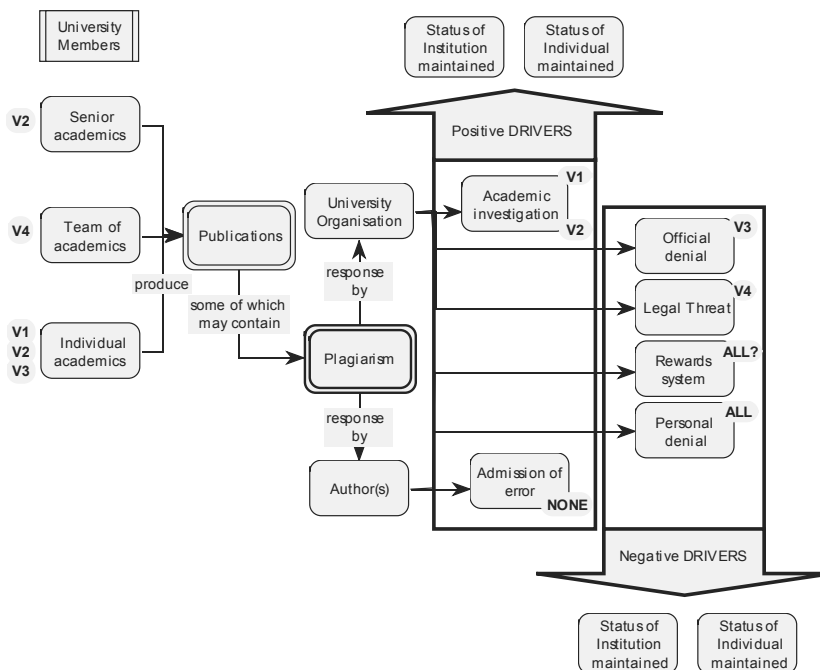 University
Members
Status of
Institution
maintained
Status of
Individual
maintained
V2
Senior
academics
Positive DRIVERS
V4
Team of
academics
Publications
University
Organisation
Academic
investigation
V1
V2
Official
denial
V3
produce
response
by
some of which
may contain
Legal Threat
V4
V1
V2
V3
Individual
academics
Plagiarism
Rewards
system
ALL?
Personal
denial
ALL
response
by
Author(s)
Admission of
error
NONE
Negative DRIVERS
Status of
Institution
maintained
Status of
Individual
maintained